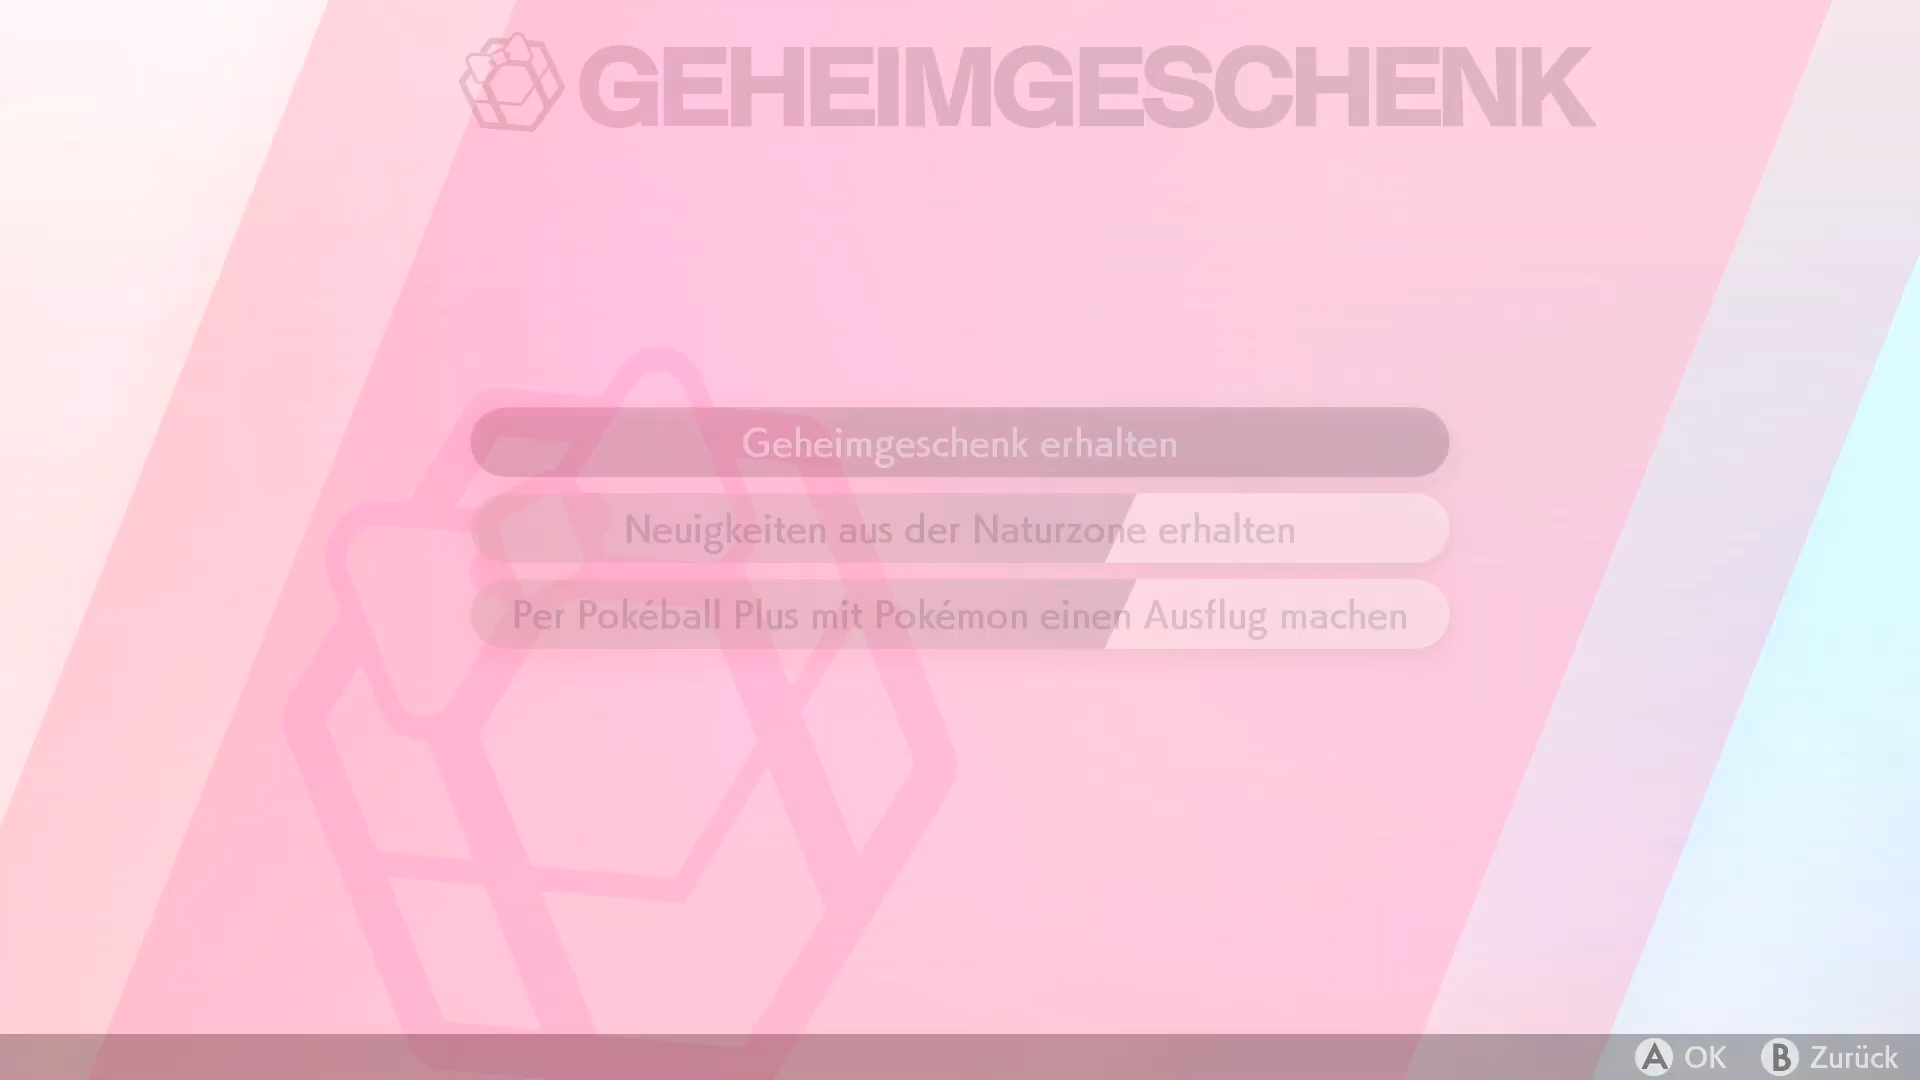 GEHEIMGESCHENK
Geheimgeschenk erhalten
Neuigkeiten aus der Naturzone erhalten
Per Pokéball Plus mit Pokémon einen Ausflug machen
A OK B Zurück